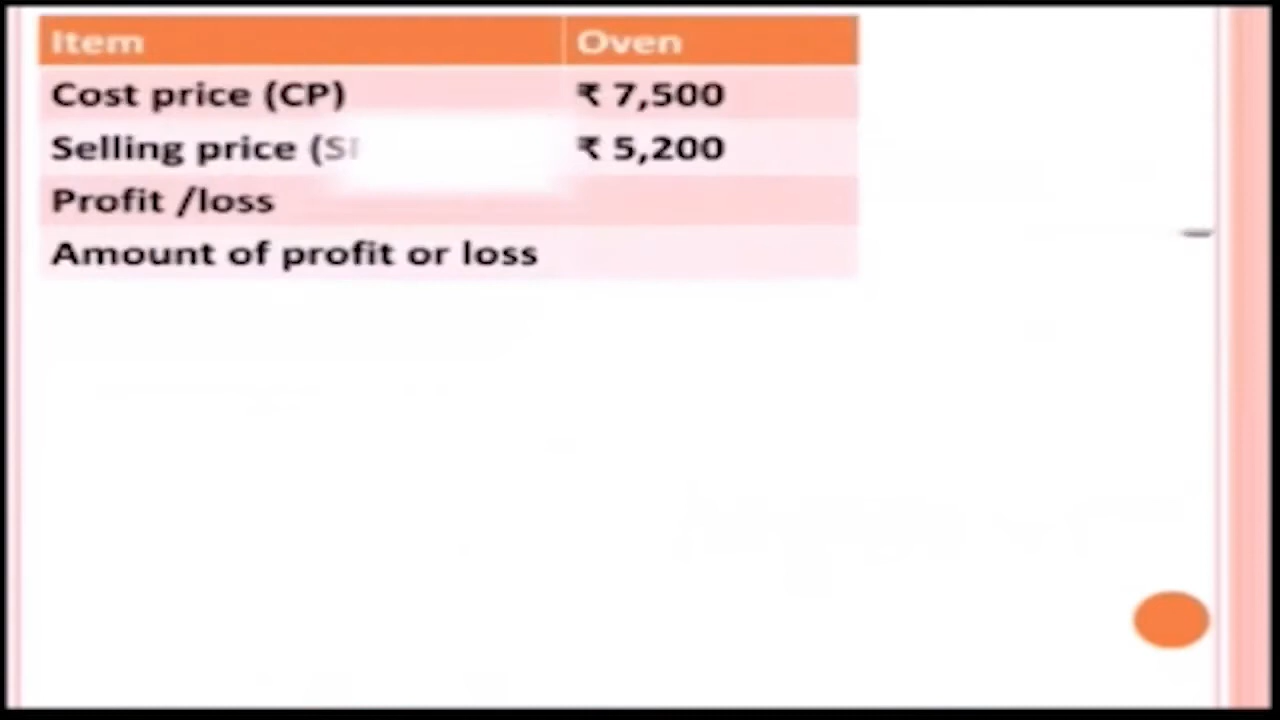 Item Oven
Cost price (CP) ₹ 7,500
Selling price ₹ 5,200
Profit /loss
Amount of profit or loss